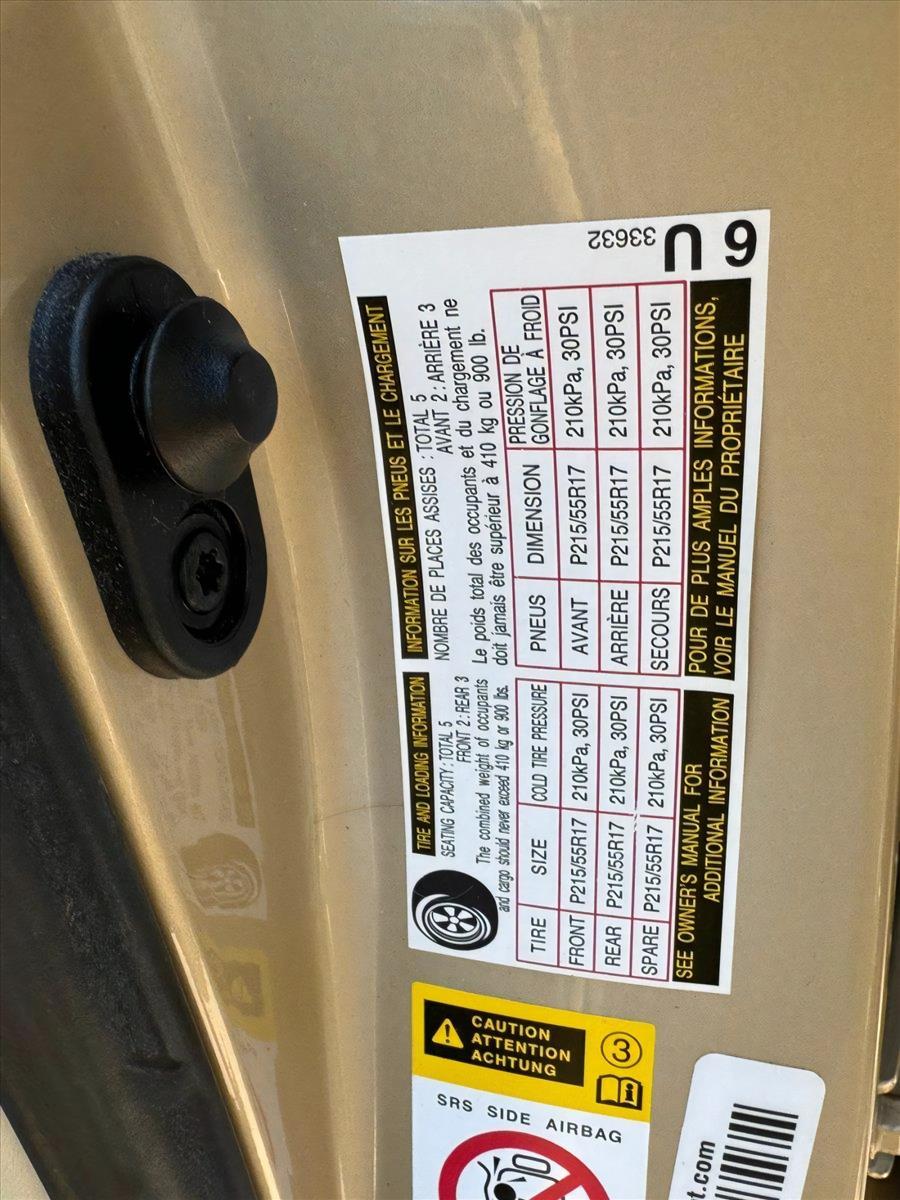 TIRE AND LOADING INFORMATION
SEATING CAPACITY : TOTAL 5
FRONT 2 : REAR 3
The combined weight of occupants
and cargo should never exceed 410 kg or 900 lbs.
TIRE SIZE COLD TIRE PRESSURE
FRONT P215/55R17 210kPa, 30PSI
REAR P215/55R17 210kPa, 30PSI
SPARE P215/55R17 210kPa, 30PSI
SEE OWNER'S MANUAL FOR
ADDITIONAL INFORMATION
INFORMATION SUR LES PNEUS ET LE CHARGEMENT
NOMBRE DE PLACES ASSISES : TOTAL 5
AVANT 2 : ARRIÈRE 3
Le poids total des occupants et du chargement ne
doit jamais être supérieur à 410 kg ou 900 lb.
PNEUS DIMENSION PRESSION DE
GONFLAGE À FROID
AVANT P215/55R17 210kPa, 30PSI
ARRIÈRE P215/55R17 210kPa, 30PSI
SECOURS P215/55R17 210kPa, 30PSI
POUR DE PLUS AMPLES INFORMATIONS,
VOIR LE MANUEL DU PROPRIÉTAIRE
33632
U
6
CAUTION
ATTENTION
ACHTUNG
3
SRS SIDE AIRBAG
t.com